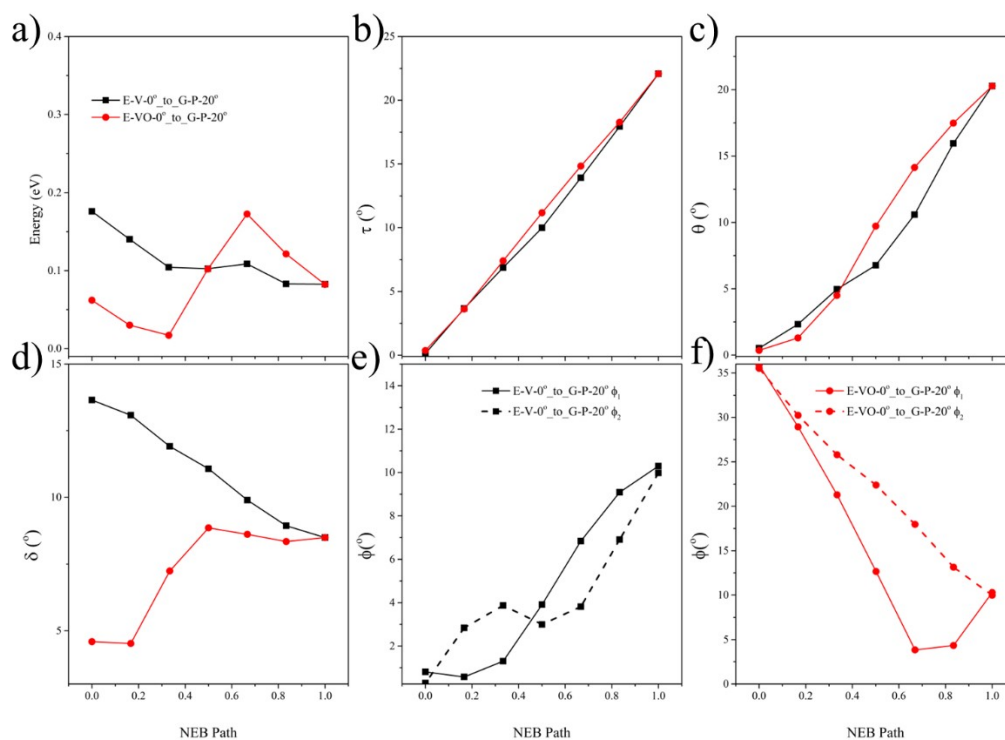 a)
0.4
0.3
0.2
0.1
0.0
Energy (eV)
E-V-0°_to_G-P-20°
E-VO-0°_to_G-P-20°
b)
25
20
15
10
5
0
τ (°)
c)
20
15
10
5
0
θ (°)
d)
15
10
5
δ (°)
0.0 0.2 0.4 0.6 0.8 1.0
NEB Path
e)
14
12
10
8
6
4
2
ϕ(°)
E-V-0°_to_G-P-20° ϕ₁
E-V-0°_to_G-P-20° ϕ₂
0.0 0.2 0.4 0.6 0.8 1.0
NEB Path
f)
35
30
25
20
15
10
5
0
ϕ(°)
E-VO-0°_to_G-P-20° ϕ₁
E-VO-0°_to_G-P-20° ϕ₂
0.0 0.2 0.4 0.6 0.8 1.0
NEB Path